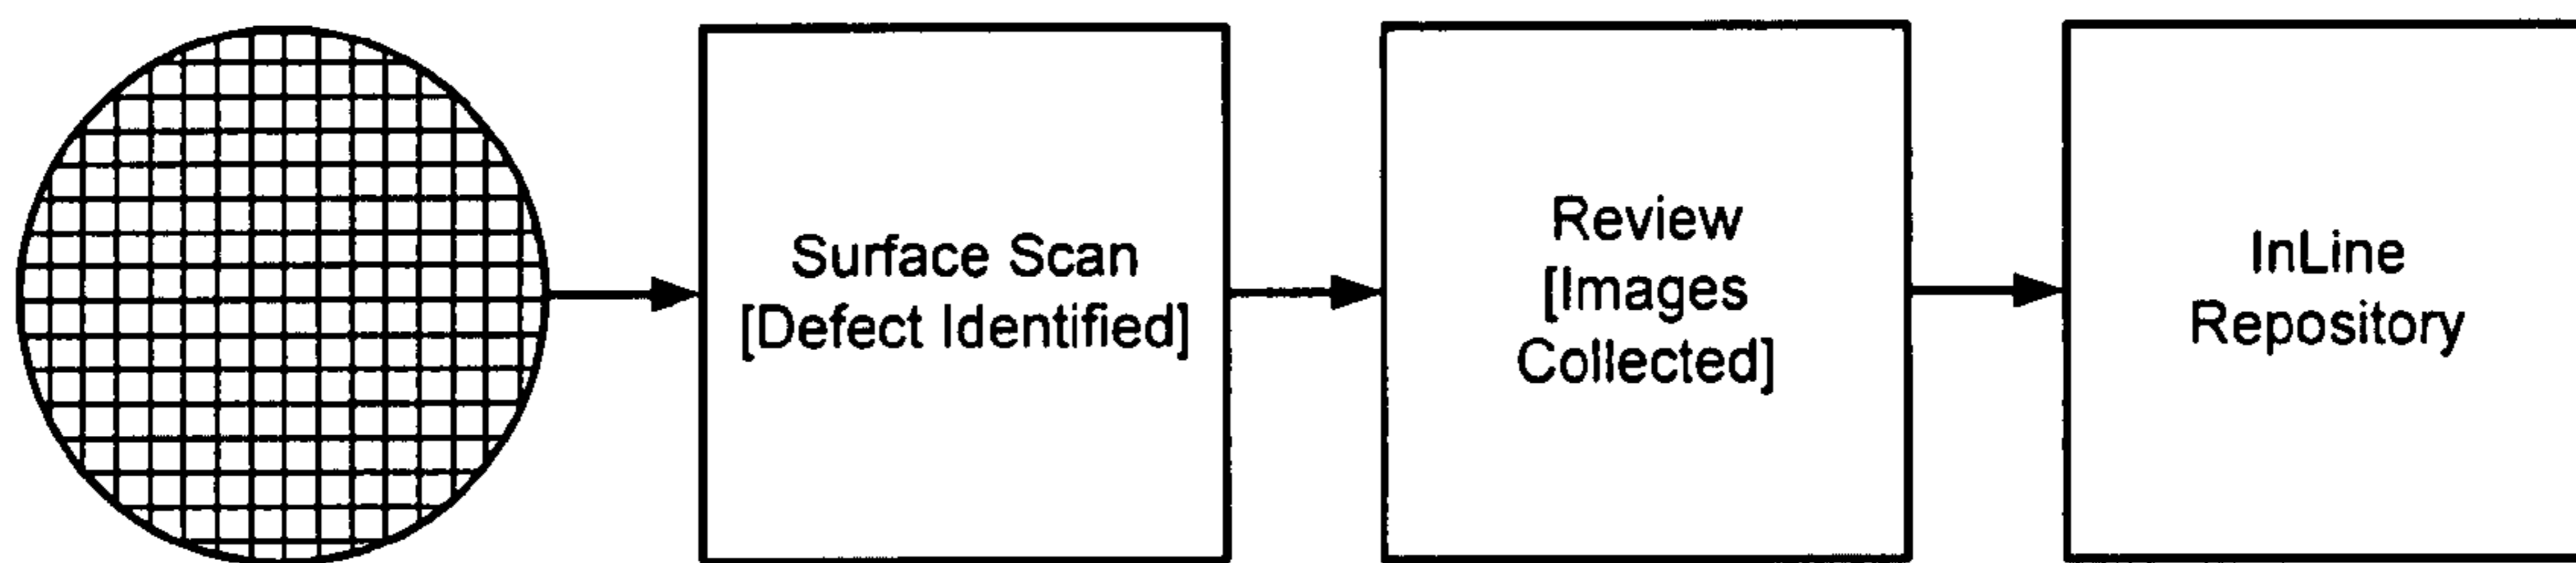 Surface Scan
[Defect Identified]
Review
[Images
Collected]
InLine
Repository